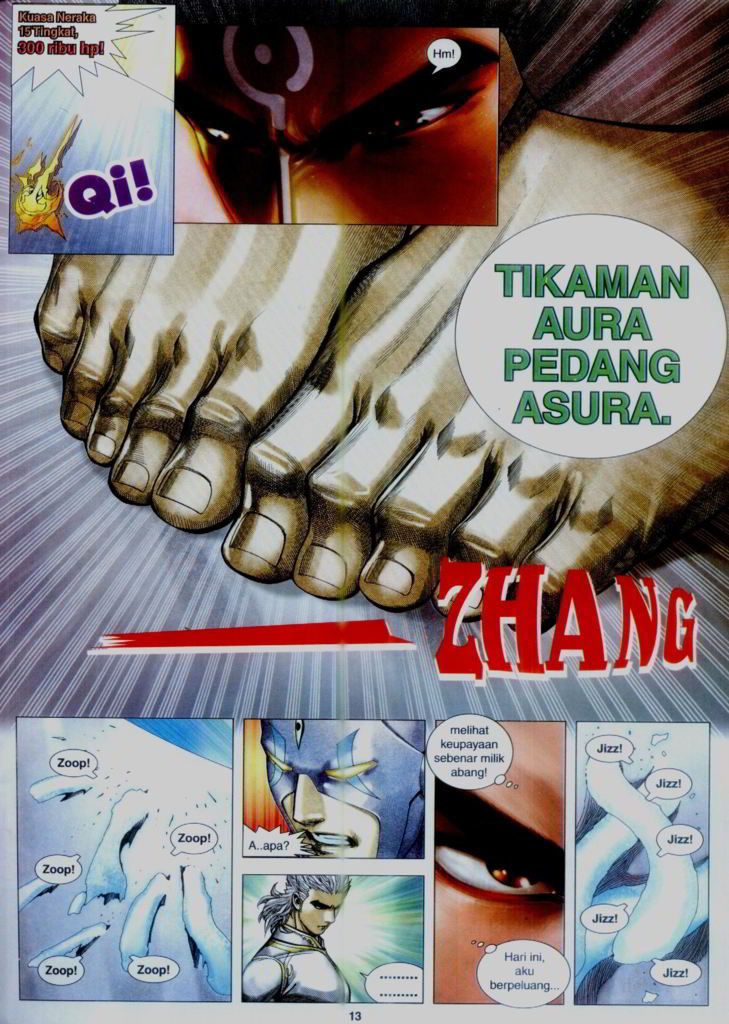 Kuasa Neraka
15 Tingkat,
300 ribu hp!
Qi!
Hm!
TIKAMAN
AURA
PEDANG
ASURA.
ZHANG
Zoop!
Zoop!
Zoop!
Zoop!
Zoop!
Zoop!
A..apa?
.........
.........
melihat
keupayaan
sebenar milik
abang!
Hari ini,
aku
berpeluang...
Jizz!
Jizz!
Jizz!
Jizz!
Jizz!
13